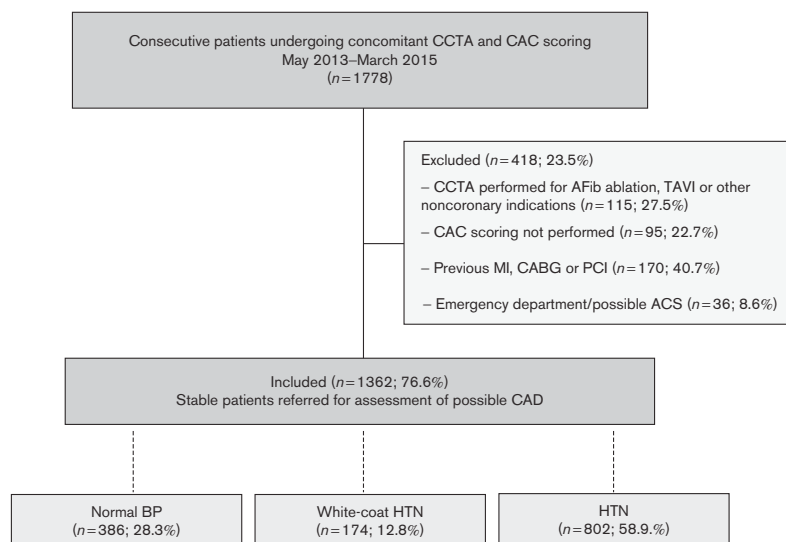 Consecutive patients undergoing concomitant CCTA and CAC scoring
May 2013–March 2015
(n=1778)
Excluded (n=418; 23.5%)
– CCTA performed for AFib ablation, TAVI or other
noncoronary indications (n=115; 27.5%)
– CAC scoring not performed (n=95; 22.7%)
– Previous MI, CABG or PCI (n=170; 40.7%)
– Emergency department/possible ACS (n=36; 8.6%)
Included (n=1362; 76.6%)
Stable patients referred for assessment of possible CAD
Normal BP
(n=386; 28.3%)
White-coat HTN
(n=174; 12.8%)
HTN
(n=802; 58.9.%)